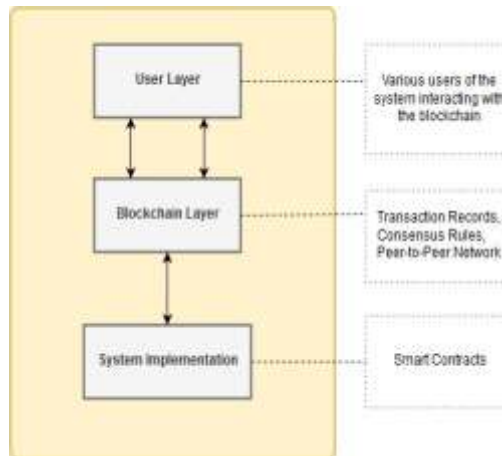 User Layer
Various users of the
system interacting with
the blockchain
Blockchain Layer
Transaction Records,
Consensus Rules,
Peer-to-Peer Network
System Implementation
Smart Contracts